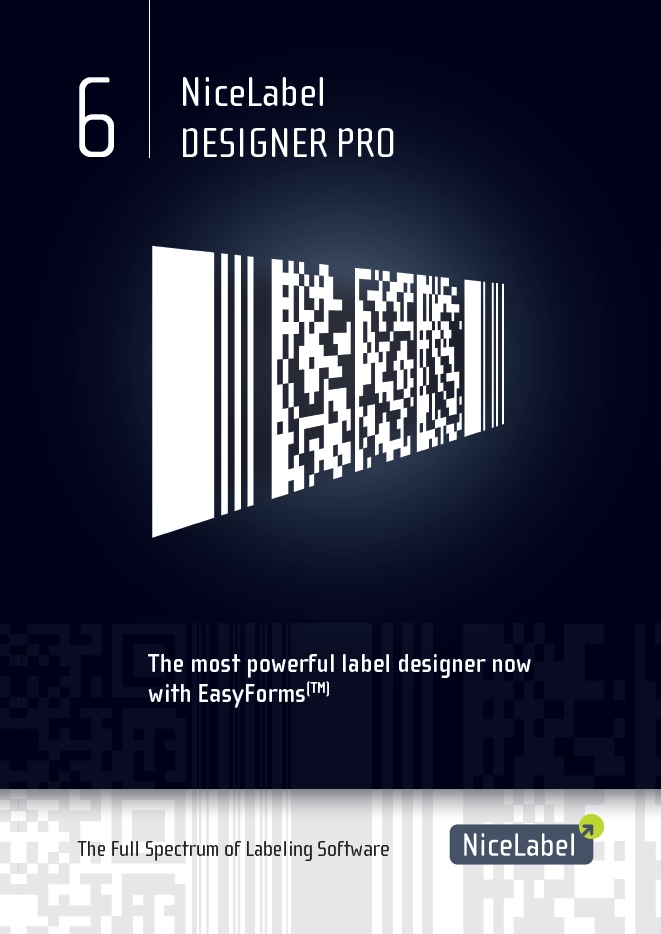 6
NiceLabel
DESIGNER PRO
The most powerful label designer now
with EasyForms(TM)
The Full Spectrum of Labeling Software
NiceLabel